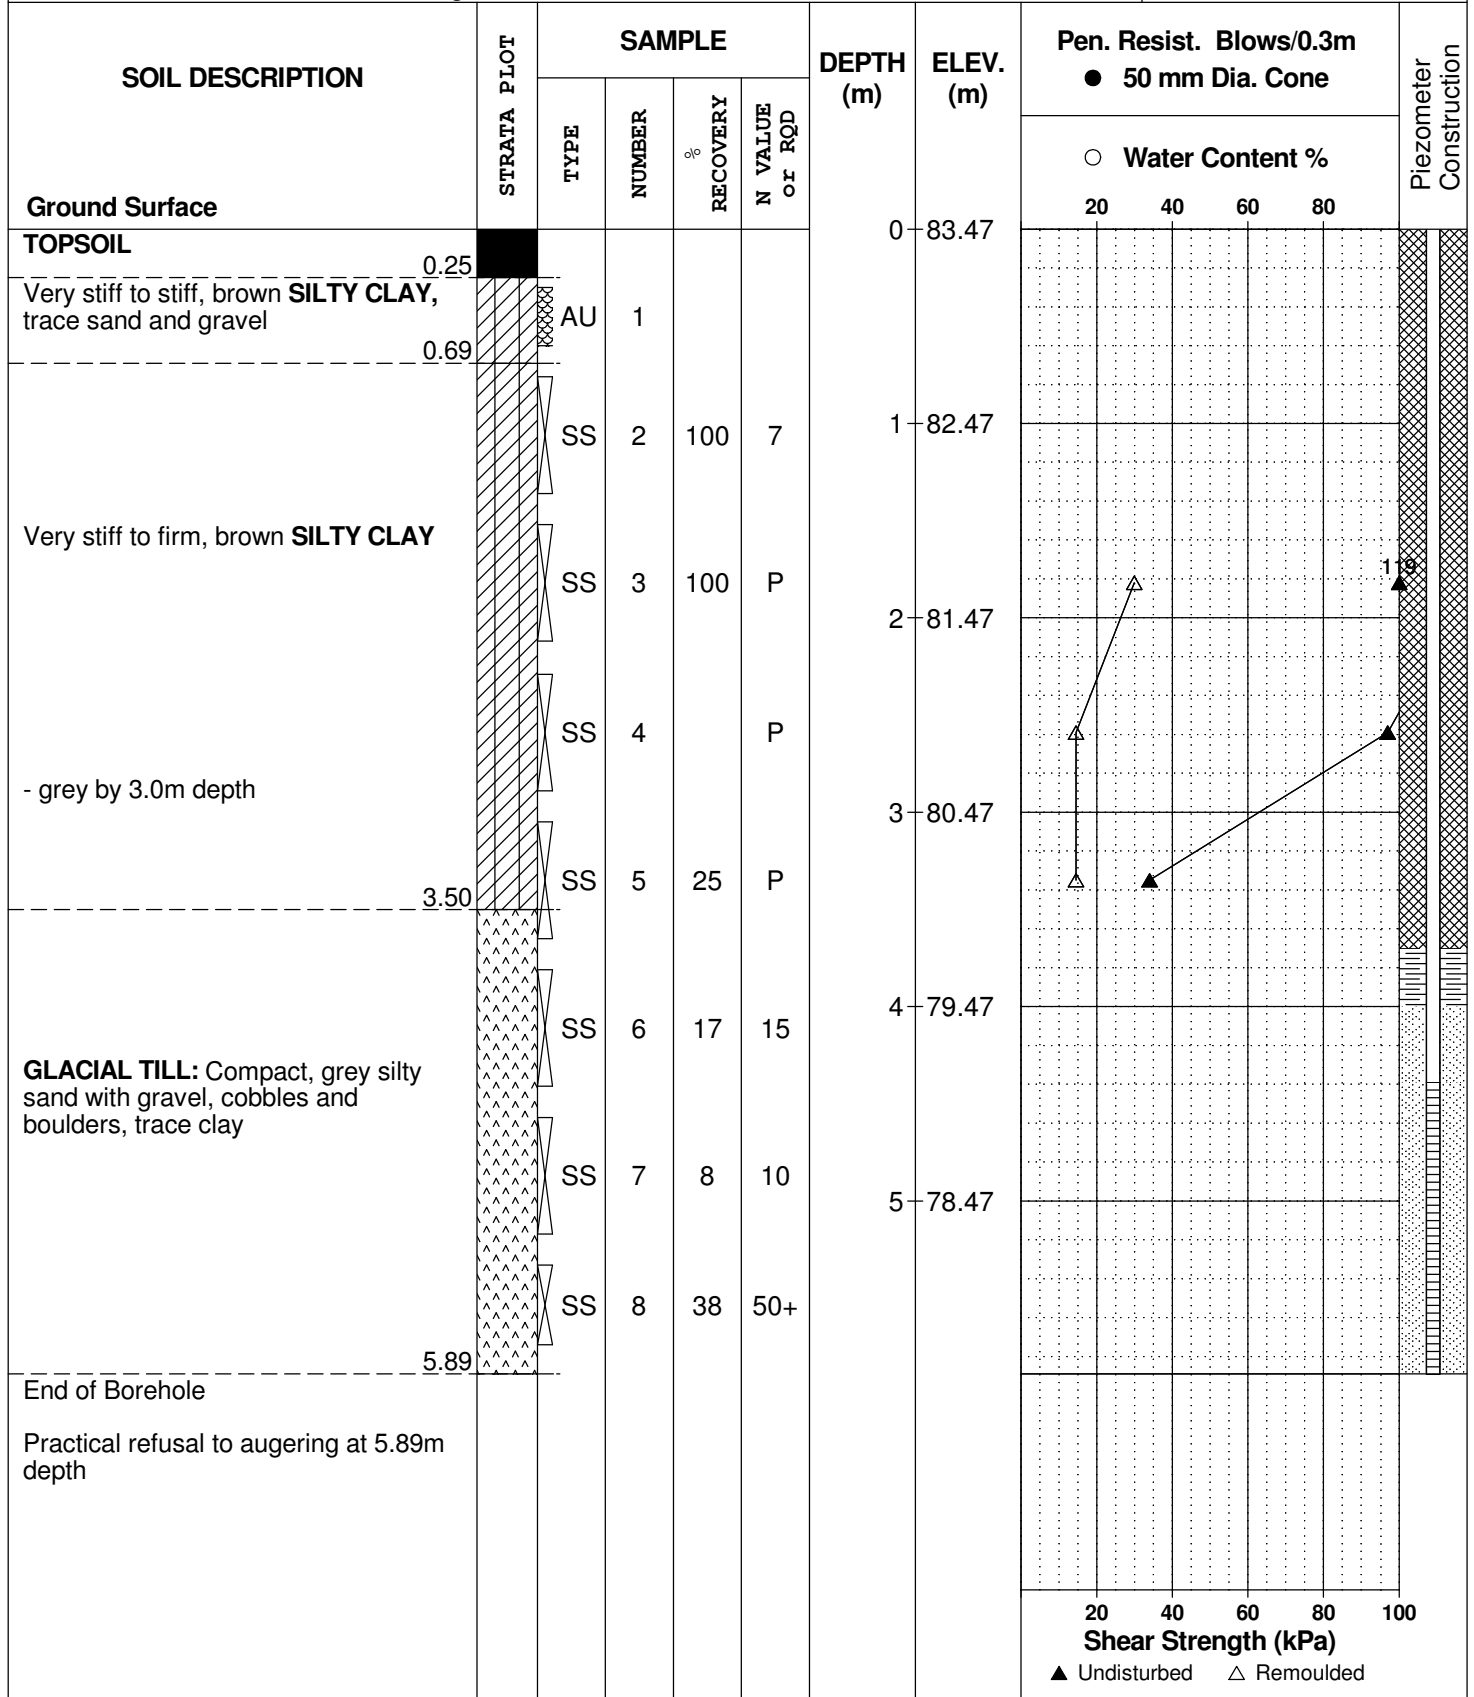 SOIL DESCRIPTION
Ground Surface
STRATA PLOT
SAMPLE
TYPE
NUMBER
% RECOVERY
N VALUE or RQD
DEPTH (m)
ELEV. (m)
Pen. Resist. Blows/0.3m
● 50 mm Dia. Cone
○ Water Content %
20 40 60 80
Piezometer Construction
0 83.47
TOPSOIL
0.25
Very stiff to stiff, brown SILTY CLAY,
trace sand and gravel
AU 1
0.69
SS 2 100 7
1 82.47
Very stiff to firm, brown SILTY CLAY
SS 3 100 P
119
2 81.47
SS 4 P
- grey by 3.0m depth
3 80.47
SS 5 25 P
3.50
4 79.47
SS 6 17 15
GLACIAL TILL: Compact, grey silty
sand with gravel, cobbles and
boulders, trace clay
SS 7 8 10
5 78.47
SS 8 38 50+
5.89
End of Borehole
Practical refusal to augering at 5.89m
depth
20 40 60 80 100
Shear Strength (kPa)
▲ Undisturbed △ Remoulded